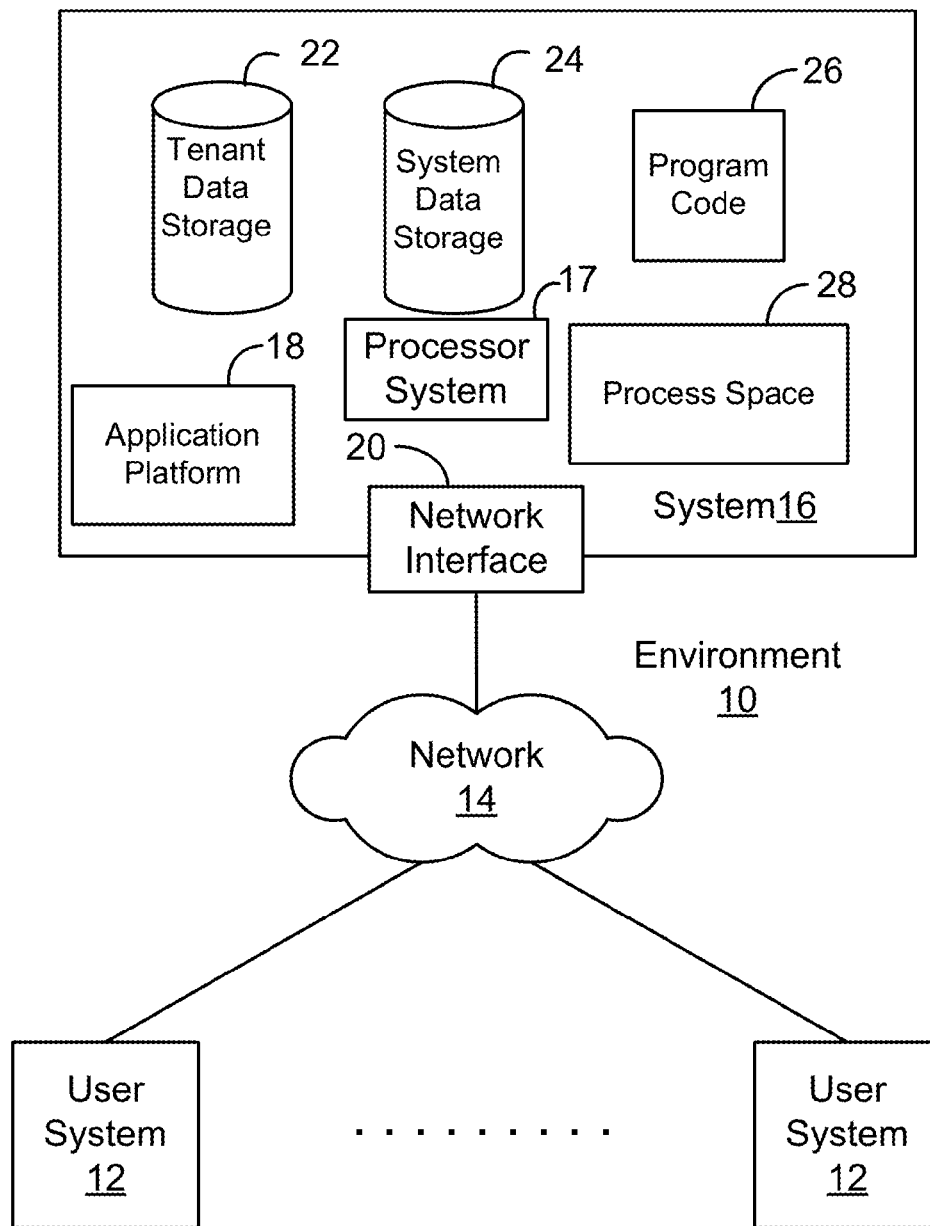 22
24
26
Tenant
Data
Storage
System
Data
Storage
Program
Code
17
28
18
Processor
System
Process Space
Application
Platform
20
Network
Interface
System16
Environment
10
Network
14
User
System
12
. . . . . . . . .
User
System
12